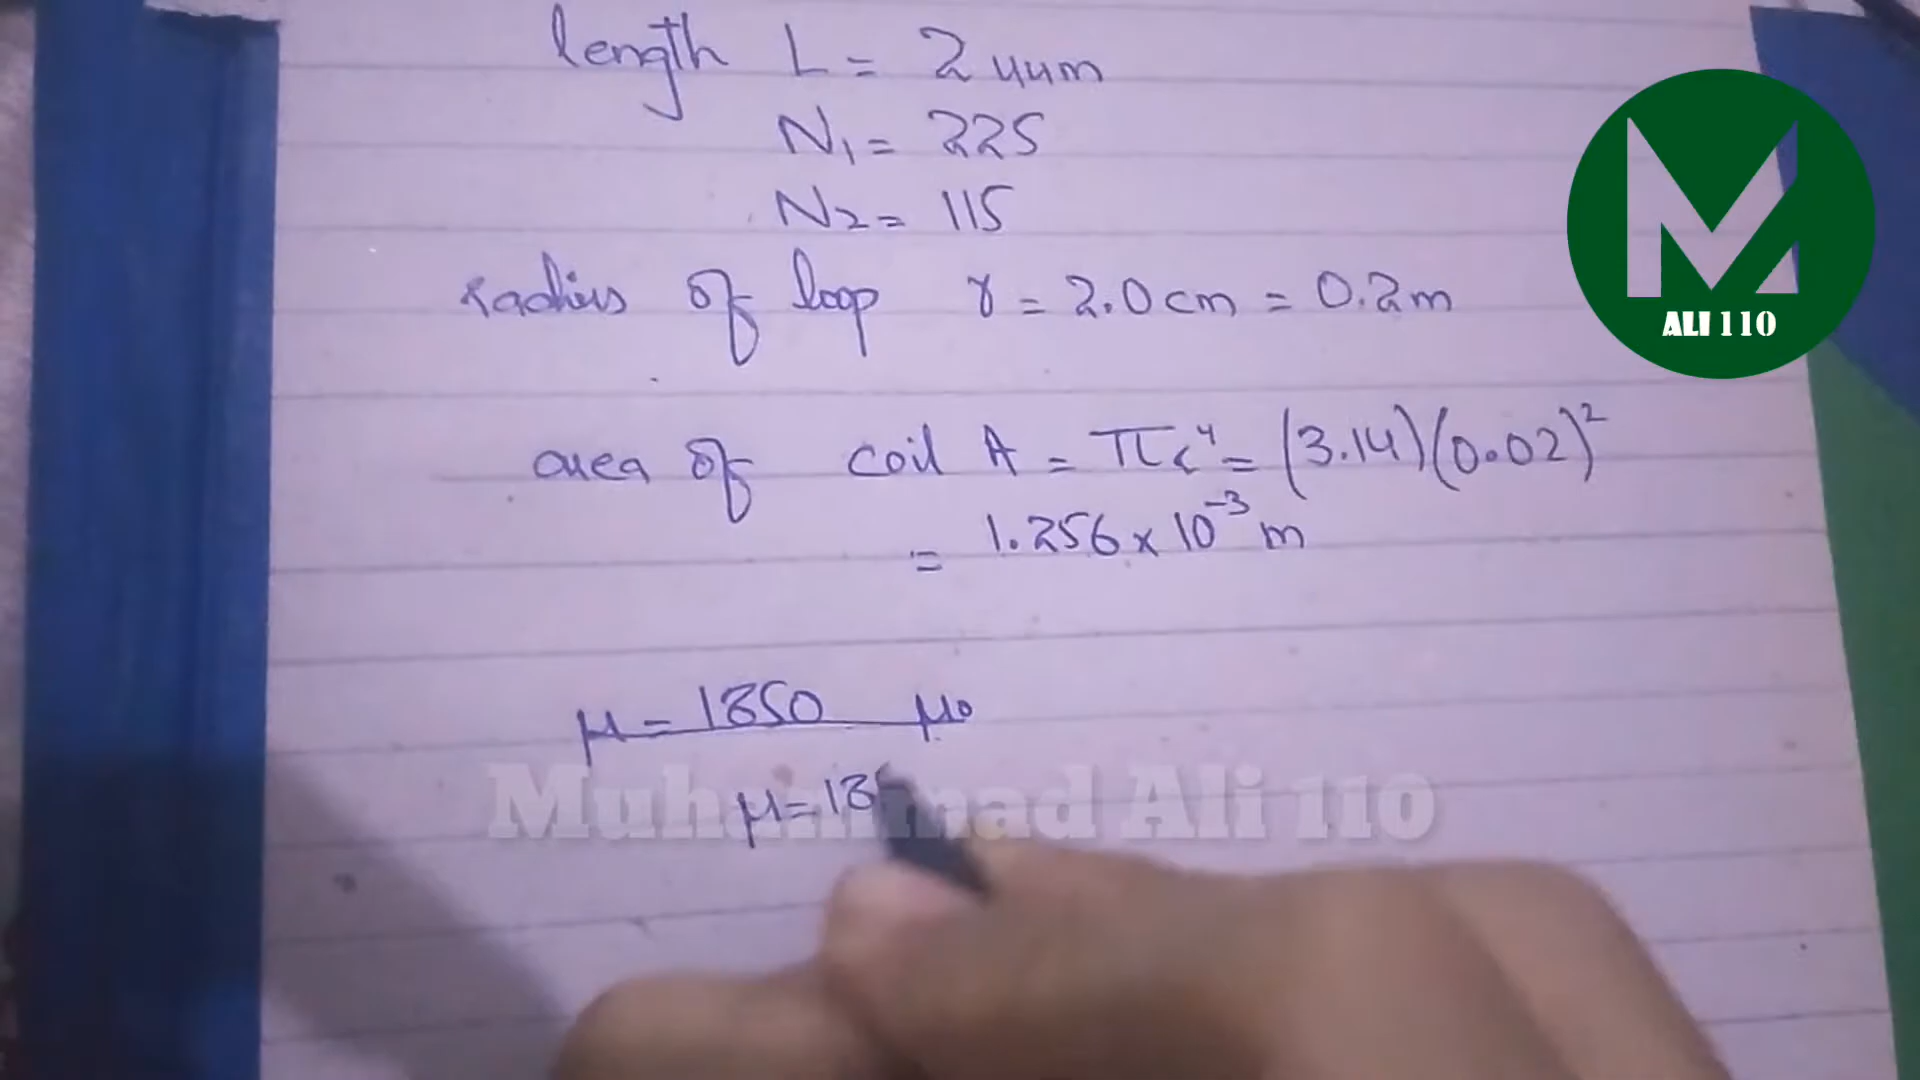 length L = 2.44m
N₁ = 225
N₂ = 115
radius of loop r = 2.0 cm = 0.2m
area of coil A = πr² = (3.14)(0.02)²
= 1.256 × 10⁻³ m
μ = 1850 μ₀
μ = 18
M
ALI 110
Muhammad Ali 110